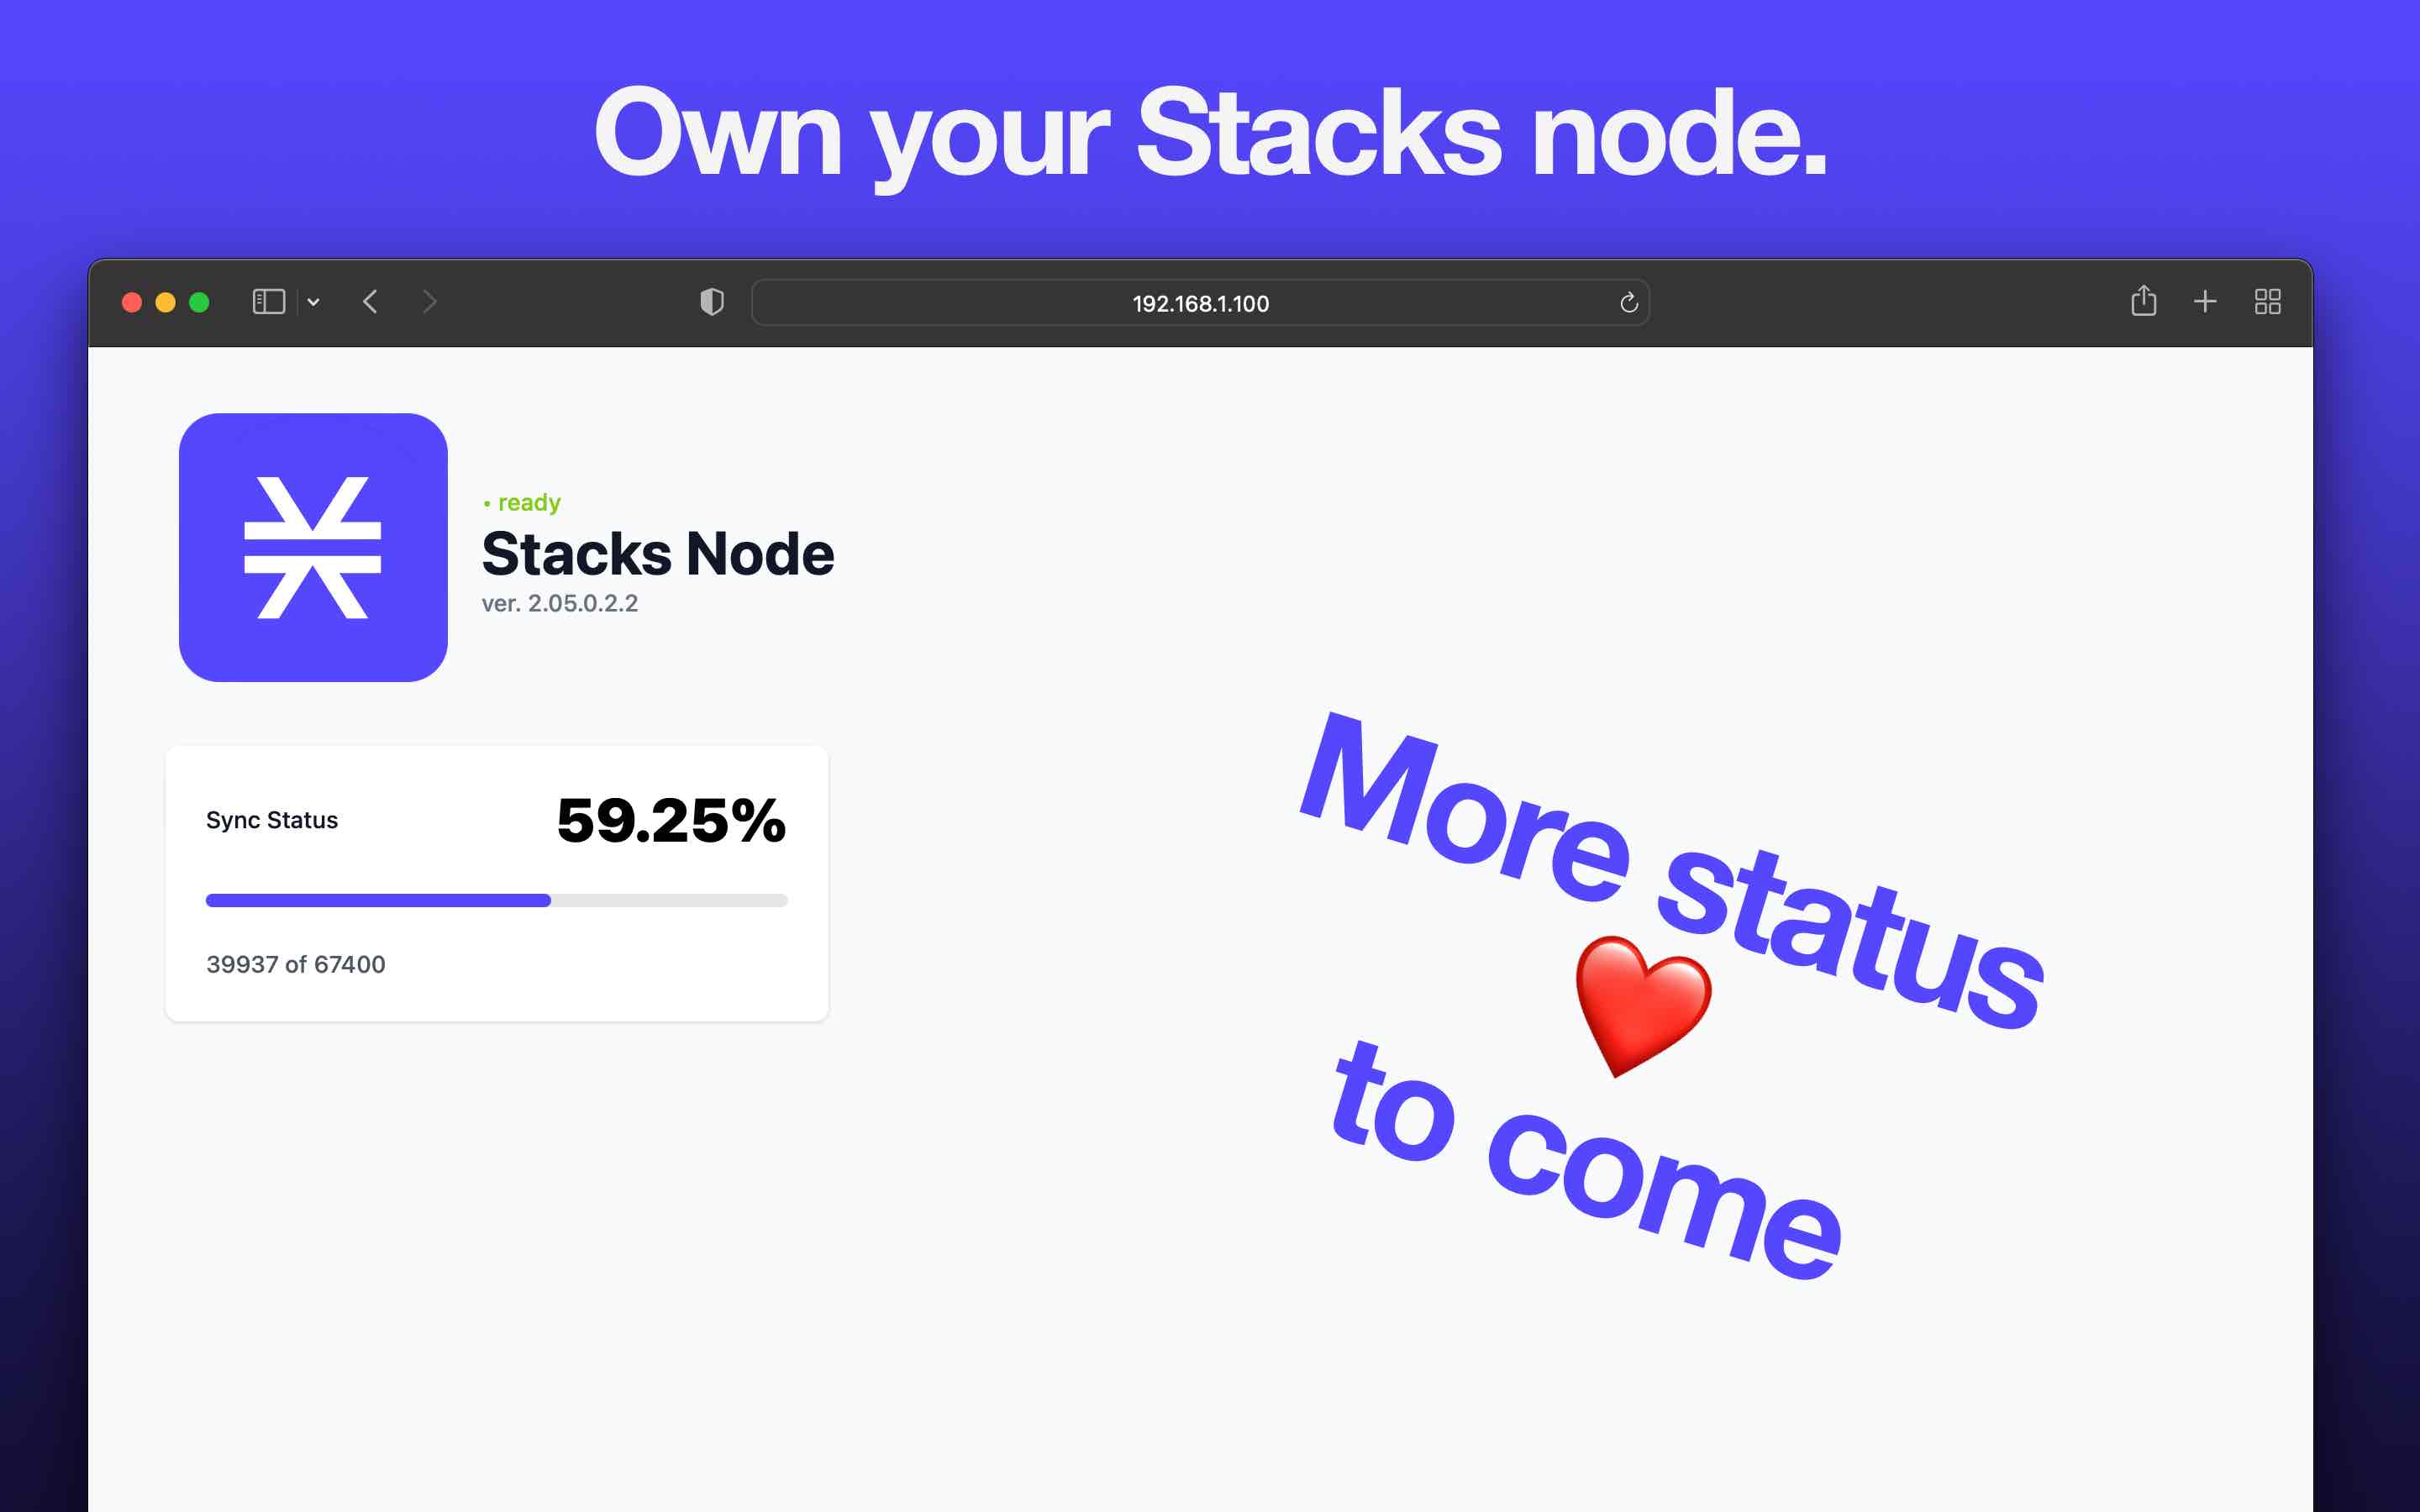 Own your Stacks node.
192.168.1.100
• ready
Stacks Node
ver. 2.05.0.2.2
Sync Status
59.25%
39937 of 67400
More status
to come